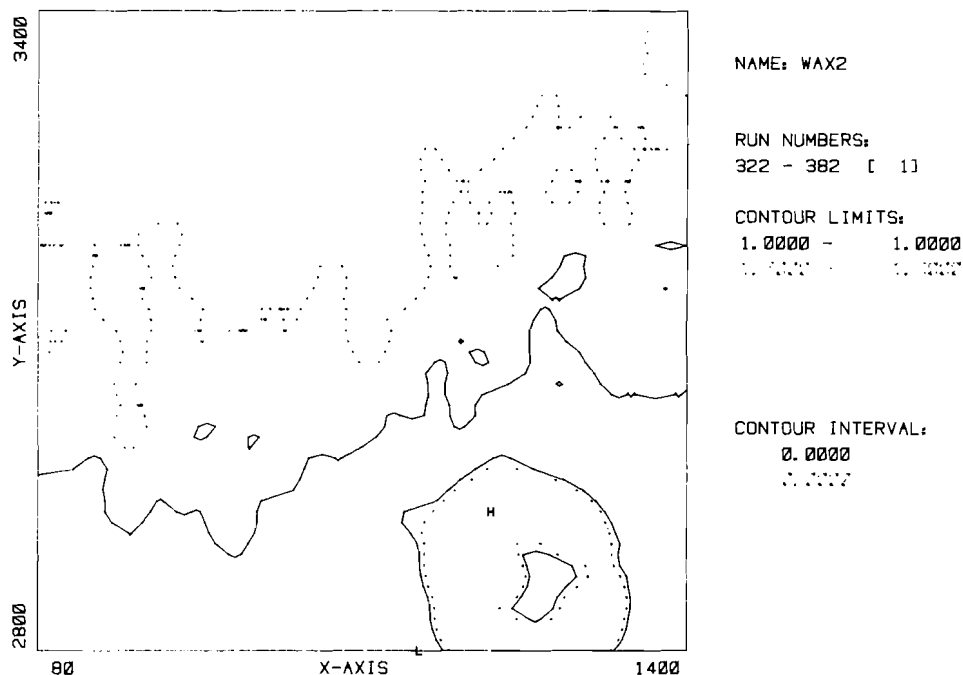 3400
NAME: WAX2
RUN NUMBERS:
322 - 382 [ 1]
CONTOUR LIMITS:
1.0000 - 1.0000
Y-AXIS
CONTOUR INTERVAL:
0.0000
H
2800
L
80 X-AXIS 1400